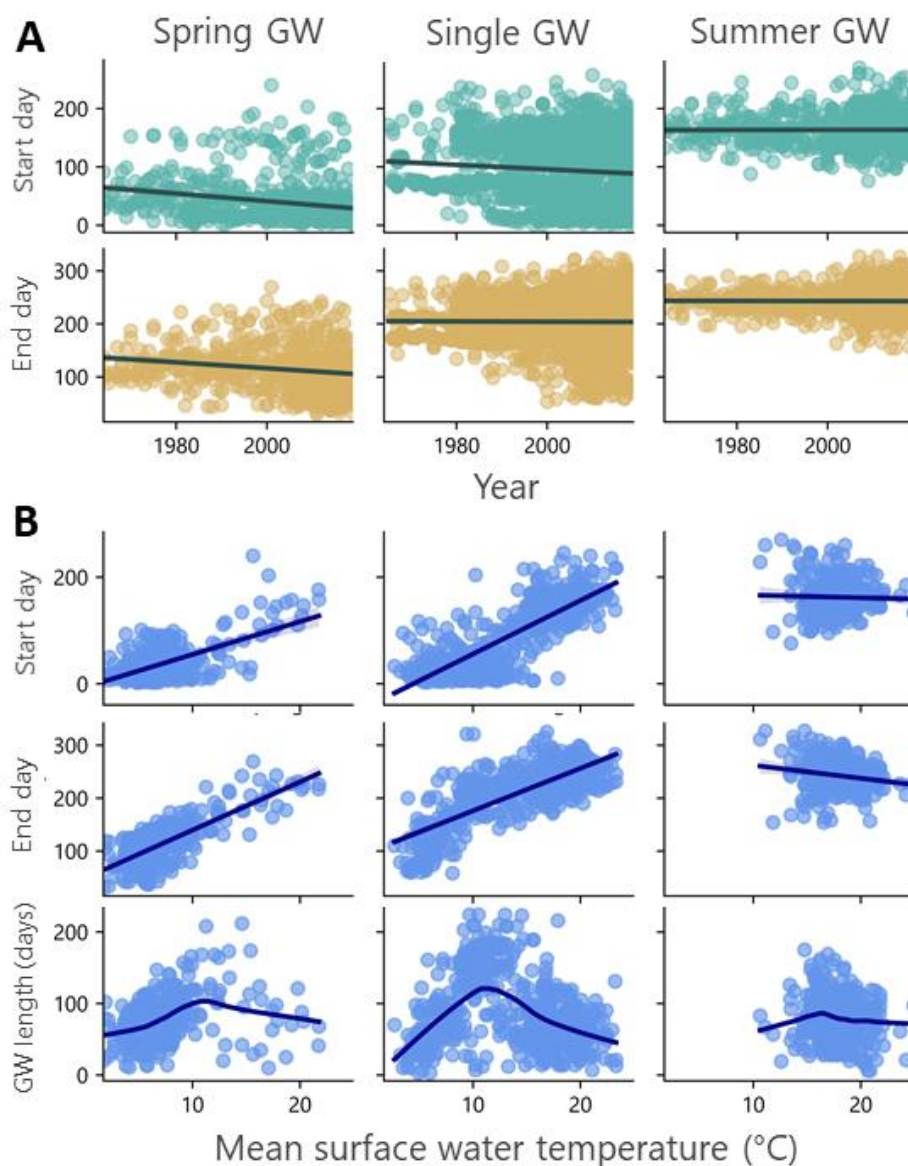 A
Spring GW Single GW Summer GW
Start day
200
100
0
End day
300
200
100
1980 2000 1980 2000 1980 2000
Year
B
Start day
200
0
End day
300
200
100
GW length (days)
200
100
0
10 20 10 20 10 20
Mean surface water temperature (°C)